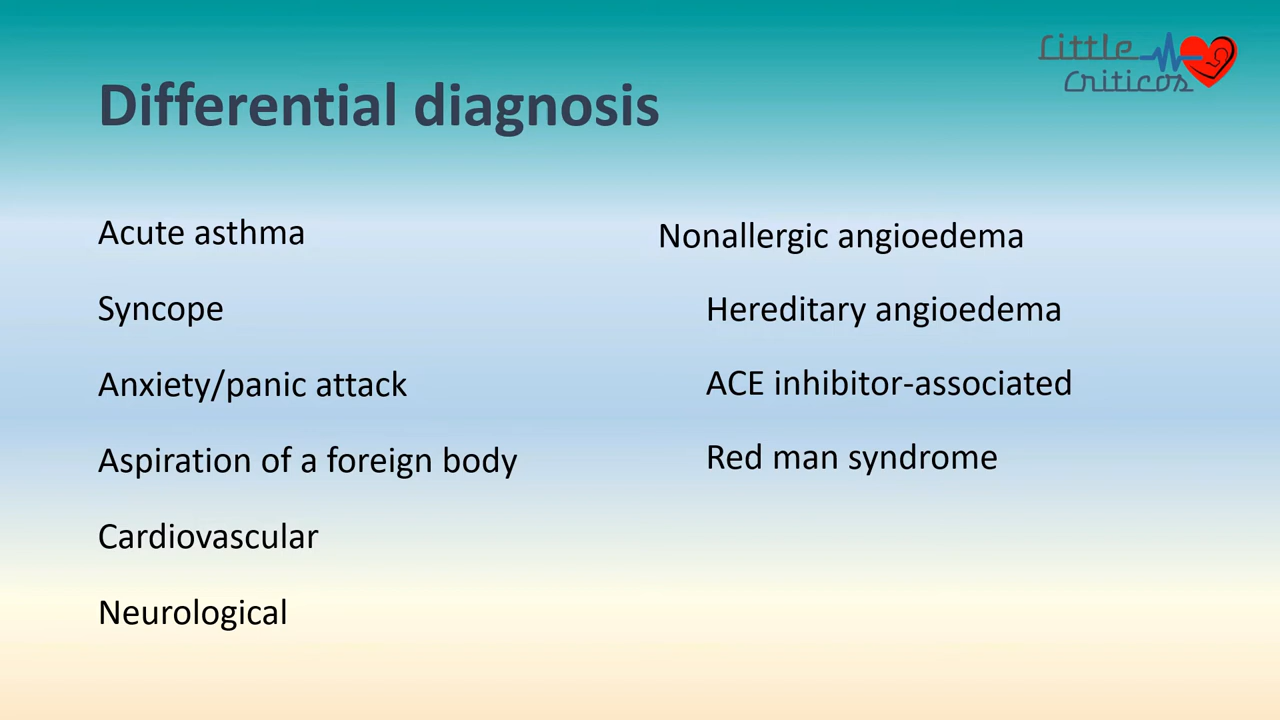 Little
Criticos
Differential diagnosis
Acute asthma
Syncope
Anxiety/panic attack
Aspiration of a foreign body
Cardiovascular
Neurological
Nonallergic angioedema
Hereditary angioedema
ACE inhibitor-associated
Red man syndrome